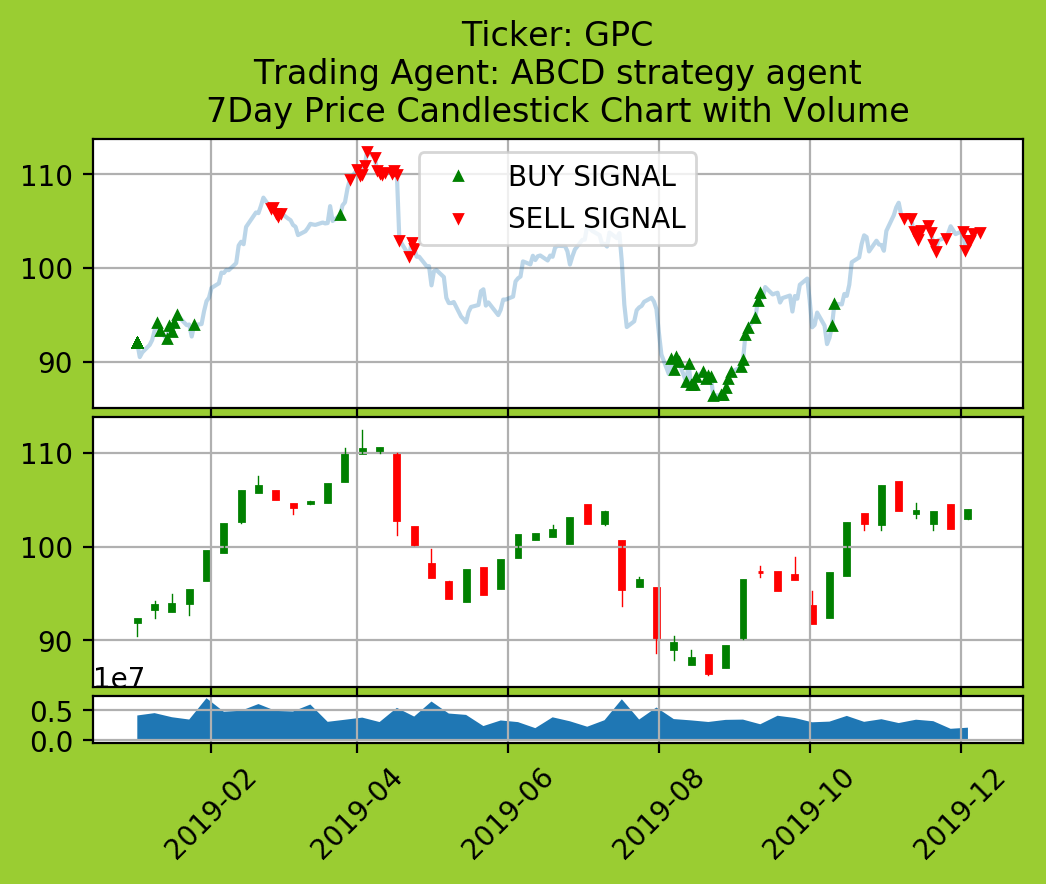 Ticker: GPC
Trading Agent: ABCD strategy agent
7Day Price Candlestick Chart with Volume
BUY SIGNAL
SELL SIGNAL
110
100
90
110
100
90
1e7
0.5
0.0
2019-02
2019-04
2019-06
2019-08
2019-10
2019-12